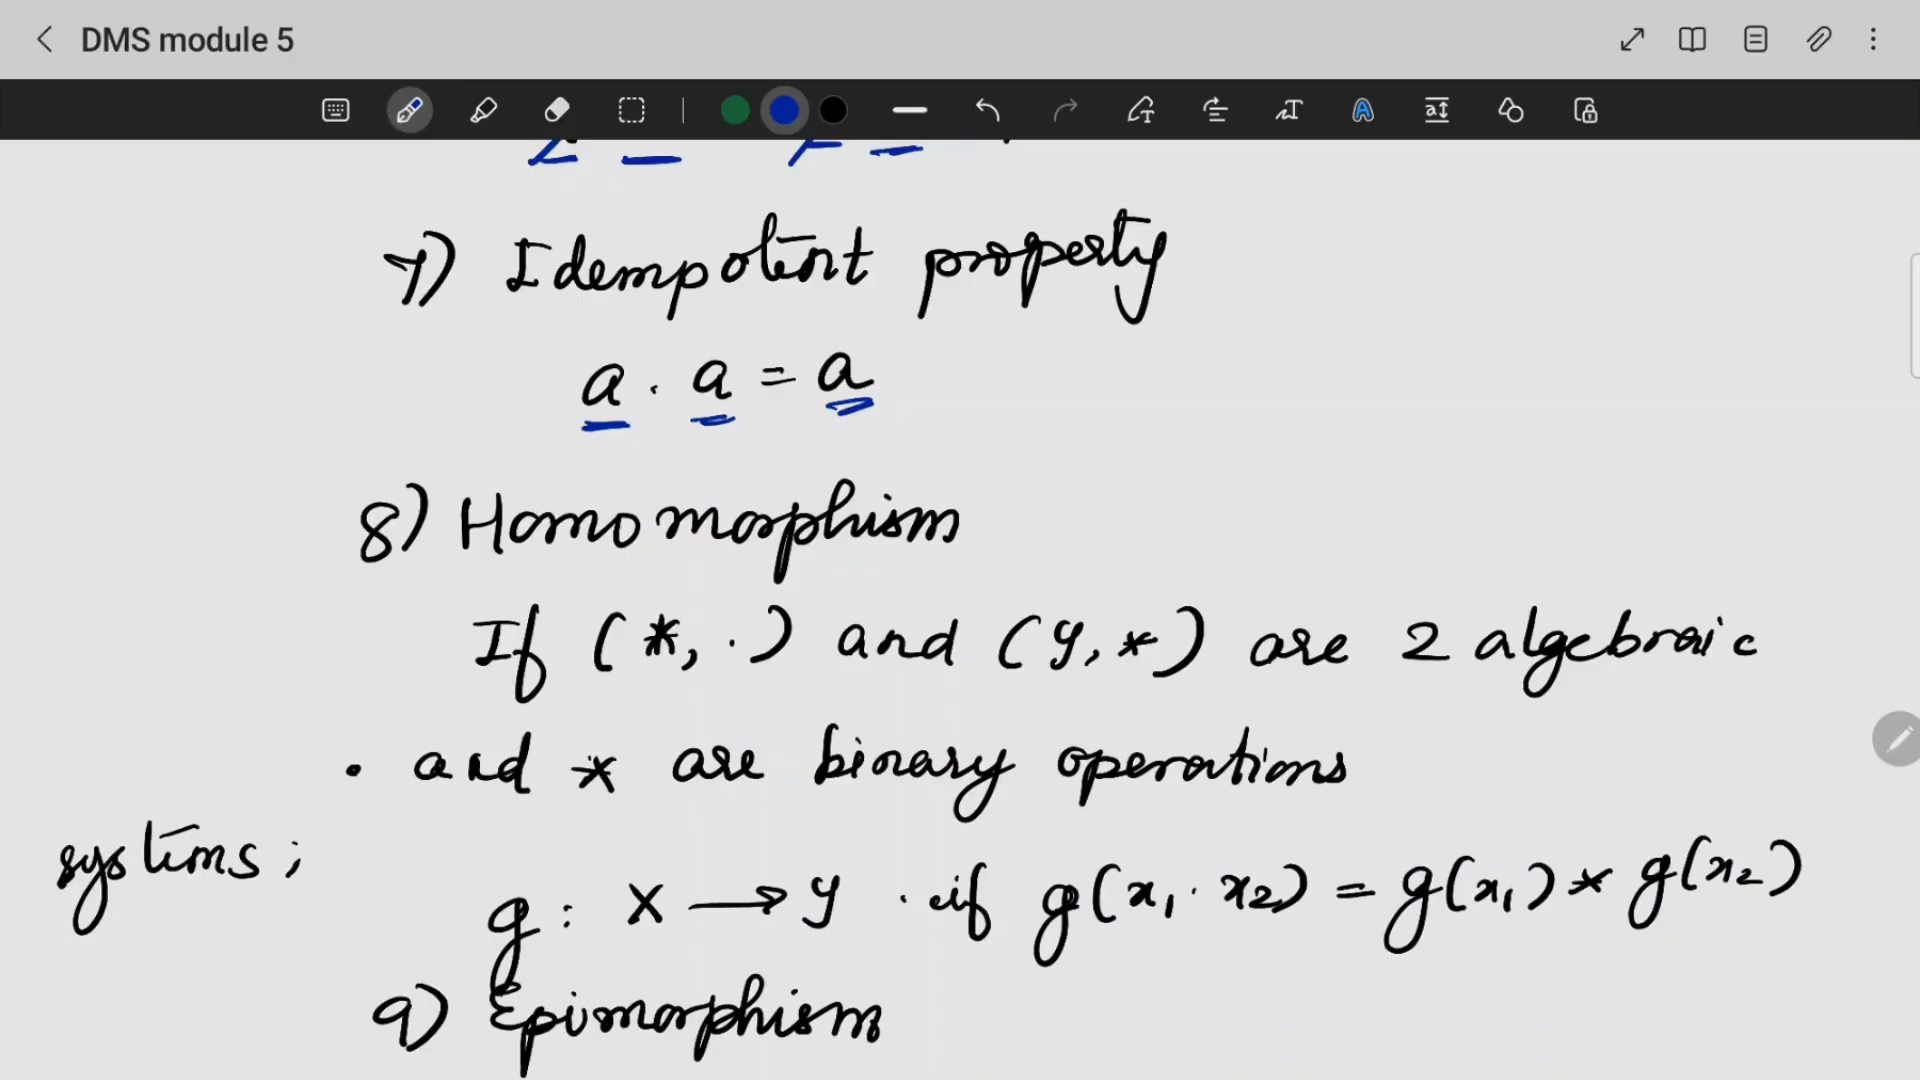 DMS module 5
7) Idempotent property
a . a = a
8) Homomorphism
If (*, .) and (y, *) are 2 algebraic
. and * are binary operations
systems;
g : X → y . if g(x₁ . x₂) = g(x₁) * g(x₂)
9) Epimorphism